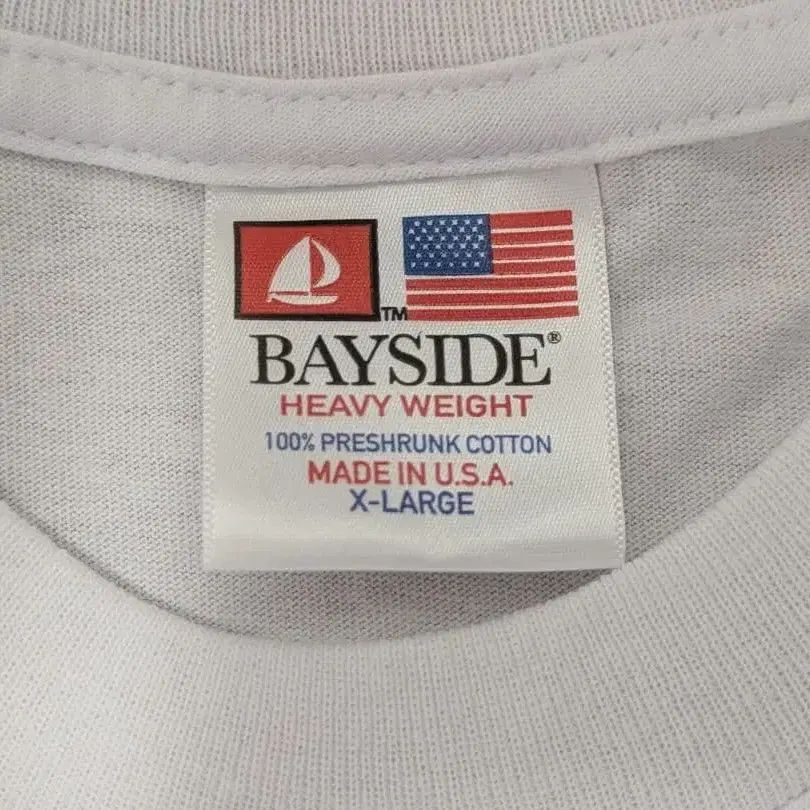 TM
BAYSIDE®
HEAVY WEIGHT
100% PRESHRUNK COTTON
MADE IN U.S.A.
X-LARGE